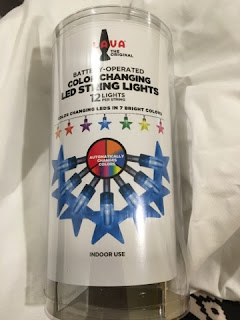 LAVA
THE
ORIGINAL
BATTERY-OPERATED
COLOR CHANGING
LED STRING LIGHTS
12 LIGHTS
PER STRING
COLOR CHANGING LEDS IN 7 BRIGHT COLORS
AUTOMATICALLY
CHANGES
COLORS
INDOOR USE